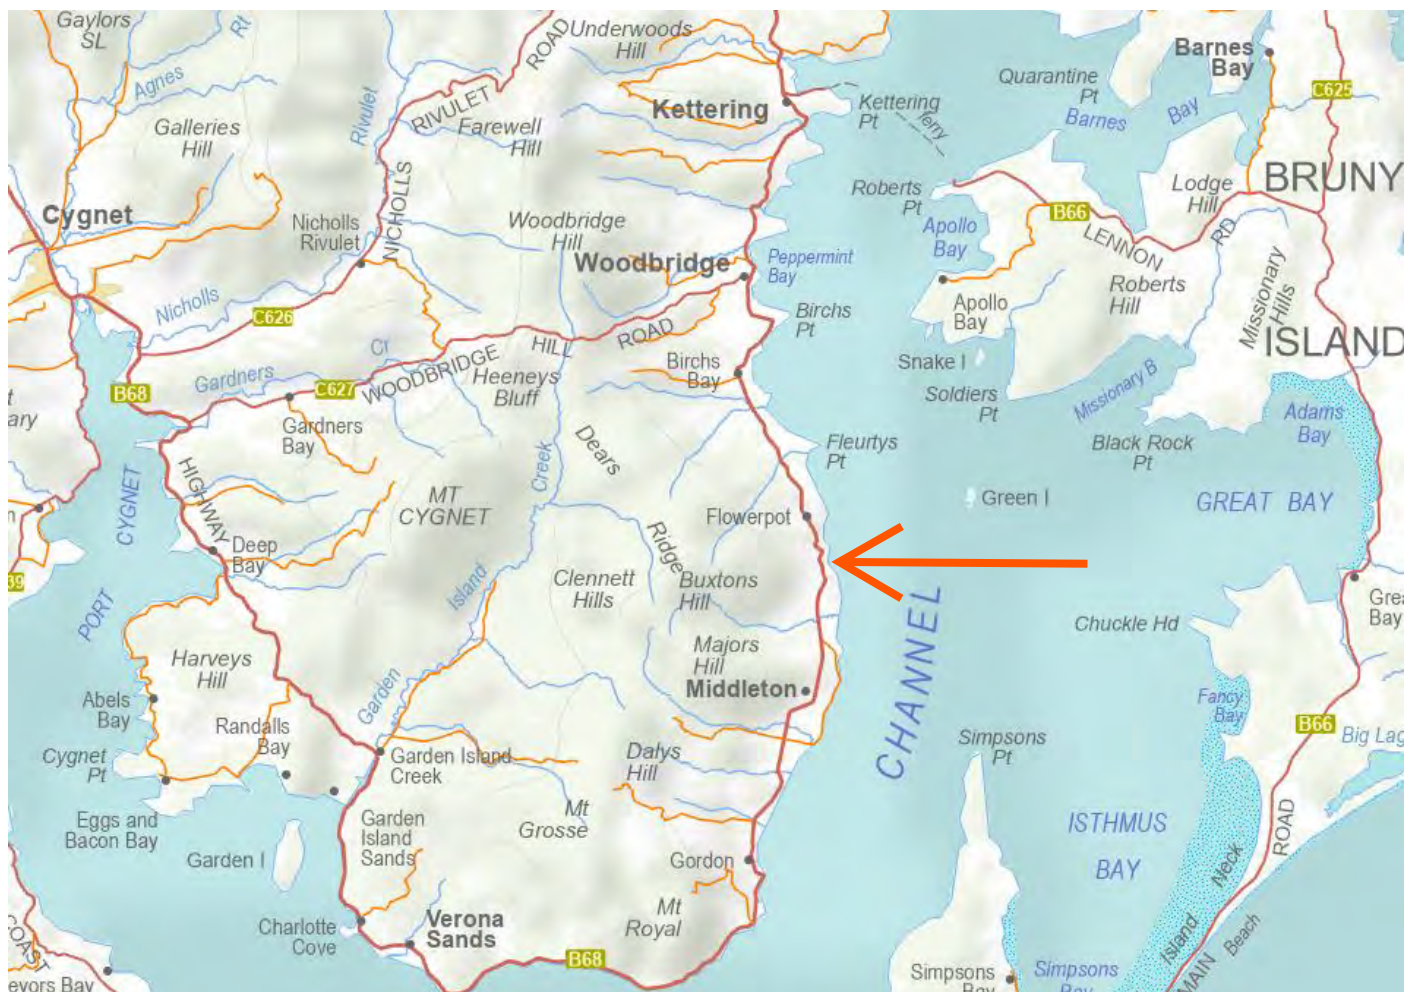 Gaylors
SL
Rt
Agnes
Galleries
Hill
Rivulet
RIVULET
ROAD
Underwoods
Hill
Farewell
Hill
Kettering
Kettering
Pt
ferry
Quarantine
Pt
Barnes
Bay
Barnes
Bay
C625
BRUNY
ISLAND
Lodge
Hill
Roberts
Pt
Apollo
Bay
B66
LENNON
RD
Roberts
Hill
Missionary
Hills
Apollo
Bay
Cygnet
Nicholls
Rivulet
NICHOLLS
Woodbridge
Hill
Woodbridge
Peppermint
Bay
Birchs
Pt
Nicholls
C626
WOODBRIDGE
HILL
ROAD
Birchs
Bay
Snake I
Soldiers
Pt
Missionary B
Black Rock
Pt
Adams
Bay
Gardners
Cr
C627
Heeneys
Bluff
B68
Gardners
Bay
ary
Fleurtys
Pt
Dears
Ridge
Creek
Island
Garden
MT
CYGNET
HIGHWAY
CYGNET
PORT
Green I
GREAT BAY
Flowerpot
Deep
Bay
39
Clennett
Hills
Buxtons
Hill
Majors
Hill
Middleton
CHANNEL
Chuckle Hd
Grea
Bay
Harveys
Hill
Abels
Bay
Randalls
Bay
Cygnet
Pt
Garden Island
Creek
Dalys
Hill
Simpsons
Pt
Fancy
Bay
B66
Big Lag
Eggs and
Bacon Bay
Garden I
Garden
Island
Sands
Mt
Grosse
Gordon
ISTHMUS
BAY
Neck
ROAD
Charlotte
Cove
Verona
Sands
Mt
Royal
B68
COAST
evors Bay
Simpsons
Bay
Simpsons
Bay
Island
MAIN
Beach